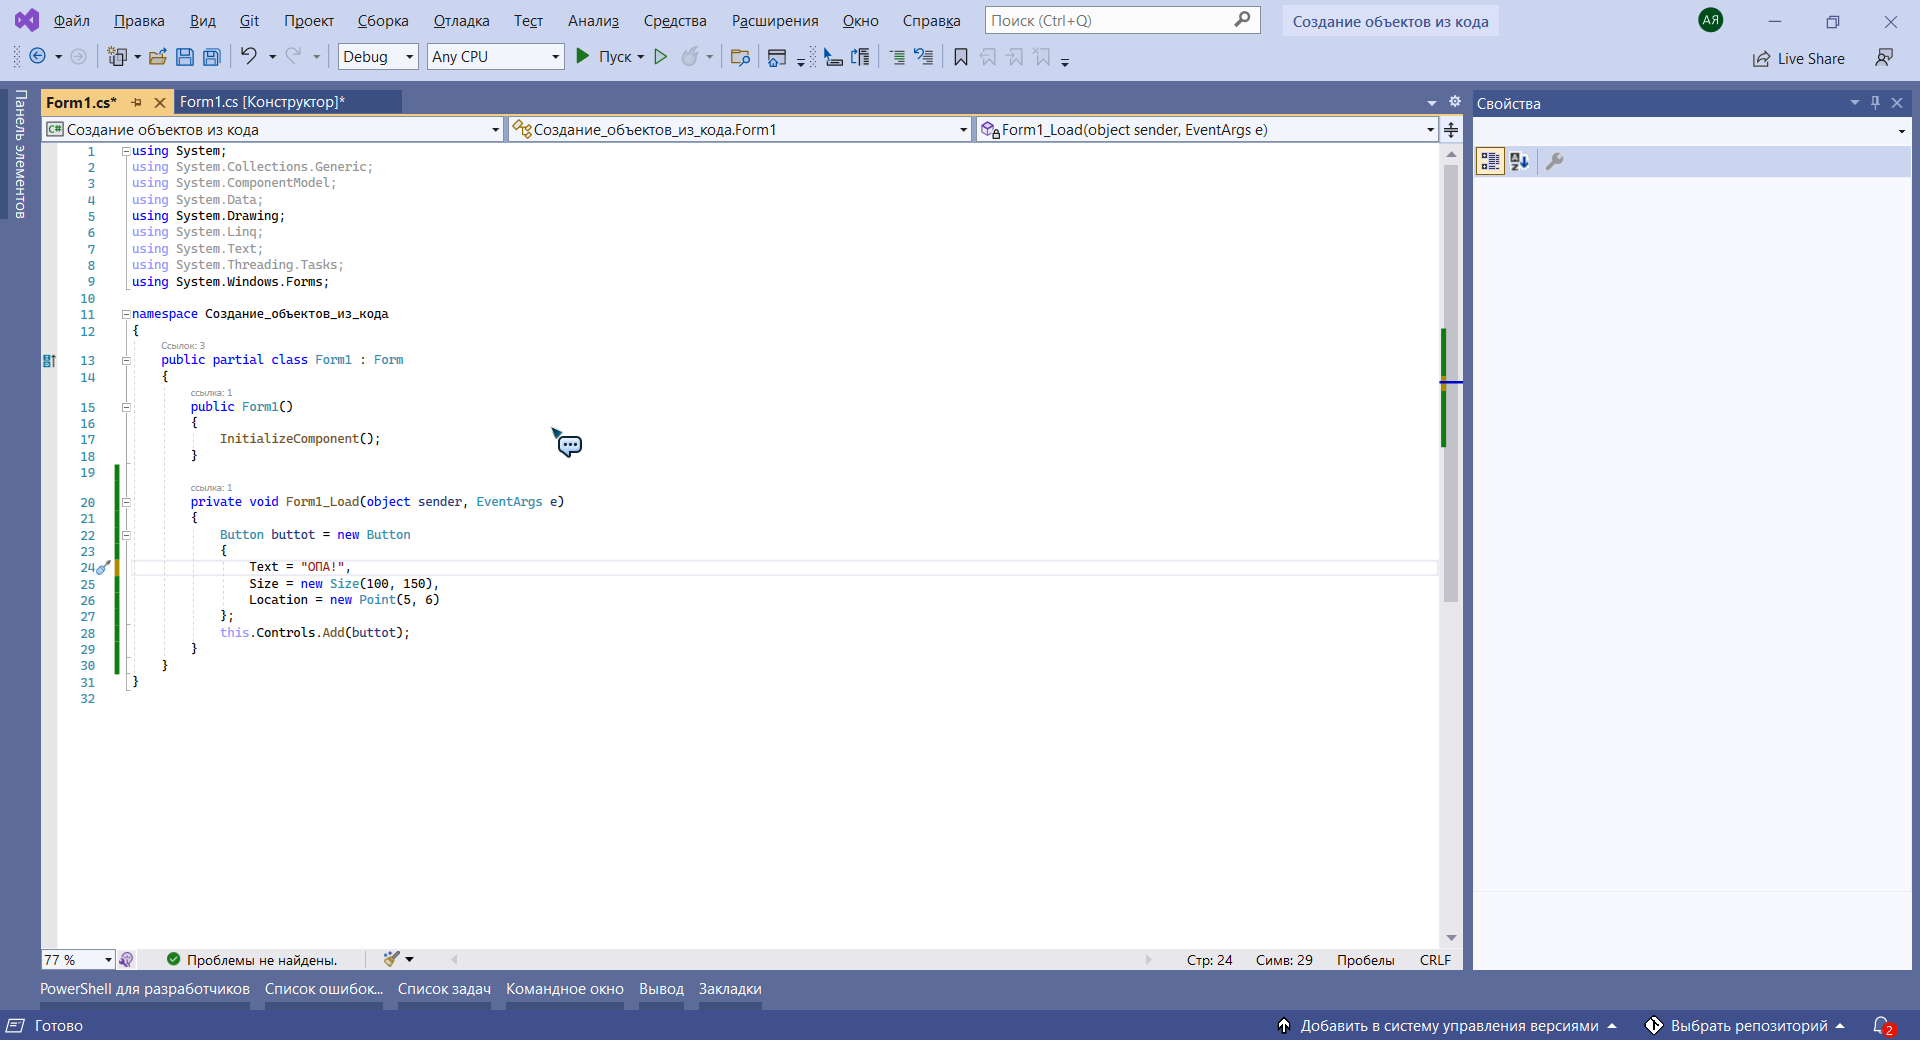 Файл Правка Вид Git Проект Сборка Отладка Тест Анализ Средства Расширения Окно Справка Поиск (Ctrl+Q) Создание объектов из кода АЯ
Debug Any CPU Пуск Live Share
Панель элементов
Form1.cs* Form1.cs [Конструктор]* Свойства
C# Создание объектов из кода Создание_объектов_из_кода.Form1 Form1_Load(object sender, EventArgs e)
1 using System;
2 using System.Collections.Generic;
3 using System.ComponentModel;
4 using System.Data;
5 using System.Drawing;
6 using System.Linq;
7 using System.Text;
8 using System.Threading.Tasks;
9 using System.Windows.Forms;
10
11 namespace Создание_объектов_из_кода
12 {
Ссылок: 3
13 public partial class Form1 : Form
14 {
ссылка: 1
15 public Form1()
16 {
17 InitializeComponent();
18 }
19
ссылка: 1
20 private void Form1_Load(object sender, EventArgs e)
21 {
22 Button buttot = new Button
23 {
24 Text = "ОПА!",
25 Size = new Size(100, 150),
26 Location = new Point(5, 6)
27 };
28 this.Controls.Add(buttot);
29 }
30 }
31 }
32
77 % Проблемы не найдены. Стр: 24 Симв: 29 Пробелы CRLF
PowerShell для разработчиков Список ошибок... Список задач Командное окно Вывод Закладки
Готово Добавить в систему управления версиями Выбрать репозиторий 2